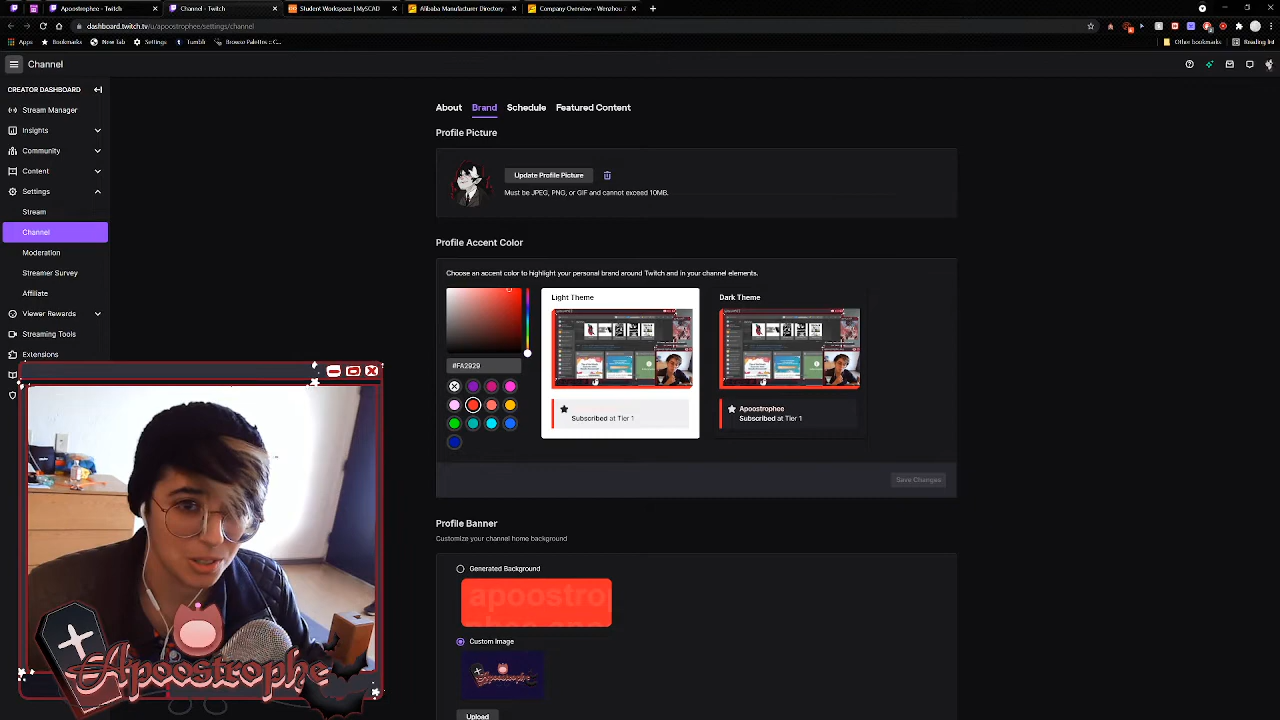 Apoostrophee - Twitch
Channel - Twitch
Student Workspace | MySCAD
Alibaba Manufacturer Directory
Company Overview - Wenzhou
dashboard.twitch.tv/u/apoostrophee/settings/channel
Apps
Bookmarks
New Tab
Settings
Tumblr
Browse Palettes :: C...
Other bookmarks
Reading list
Channel
CREATOR DASHBOARD
Stream Manager
Insights
Community
Content
Settings
Stream
Channel
Moderation
Streamer Survey
Affiliate
Viewer Rewards
Streaming Tools
Extensions
About
Brand
Schedule
Featured Content
Profile Picture
Update Profile Picture
Must be JPEG, PNG, or GIF and cannot exceed 10MB.
Profile Accent Color
Choose an accent color to highlight your personal brand around Twitch and in your channel elements.
#FA2929
Light Theme
Subscribed at Tier 1
Dark Theme
Apoostrophee
Subscribed at Tier 1
Save Changes
Profile Banner
Customize your channel home background
Generated Background
apoostro
Custom Image
Apoostrophe
Upload
Apoostrophe